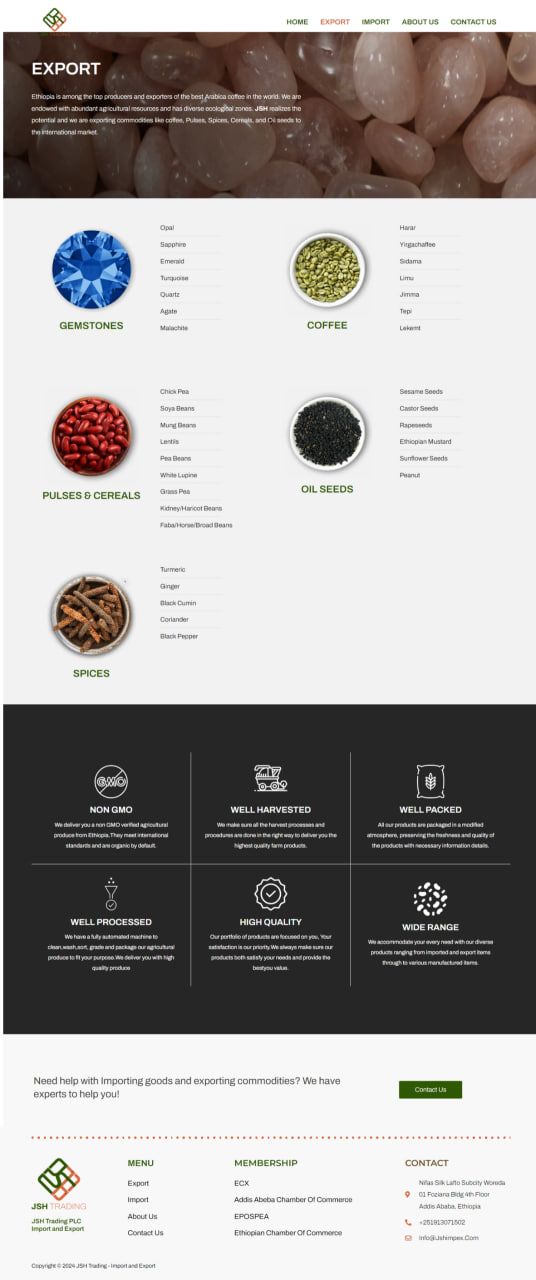 JSH
HOME EXPORT IMPORT ABOUT US CONTACT US
EXPORT
Ethiopia is among the top producers and exporters of the best Arabica coffee in the world. We are
endowed with abundant agricultural resources and has diverse ecological zones. JSH realizes the
potential and we are exporting commodities like coffee, Pulses, Spices, Cereals, and Oil seeds to
the international market.
Opal
Sapphire
Emerald
Turquoise
Quartz
Agate
Malachite
GEMSTONES
Harar
Yirgachaffee
Sidama
Limu
Jimma
Tepi
Lekemt
COFFEE
Chick Pea
Soya Beans
Mung Beans
Lentils
Pea Beans
White Lupine
Grass Pea
Kidney/Haricot Beans
Faba/Horse/Broad Beans
PULSES & CEREALS
Sesame Seeds
Castor Seeds
Rapeseeds
Ethiopian Mustard
Sunflower Seeds
Peanut
OIL SEEDS
Turmeric
Ginger
Black Cumin
Coriander
Black Pepper
SPICES
GMO
NON GMO
We deliver you a non GMO verified agricultural
produce from Ethiopia.They meet international
standards and are organic by default.
WELL HARVESTED
We make sure all the harvest processes and
procedures are done in the right way to deliver you the
highest quality farm products.
WELL PACKED
All our products are packaged in a modified
atmosphere, preserving the freshness and quality of
the products with necessary information details.
WELL PROCESSED
We have a fully automated machine to
clean,wash,sort, grade and package our agricultural
produce to fit your purpose.We deliver you with high
quality produce
HIGH QUALITY
Our portfolio of products are focused on you, Your
satisfaction is our priority.We always make sure our
products both satisfy your needs and provide the
bestyou value.
WIDE RANGE
We accommodate your every need with our diverse
products ranging from imported and export items
through to various manufactured items.
Need help with Importing goods and exporting commodities? We have
experts to help you!
Contact Us
JSH TRADING
JSH Trading PLC
Import and Export
MENU
Export
Import
About Us
Contact Us
MEMBERSHIP
ECX
Addis Abeba Chamber Of Commerce
EPOSPEA
Ethiopian Chamber Of Commerce
CONTACT
Nifas Silk Lafto Subcity Woreda
01 Foziana Bldg 4th Floor
Addis Ababa, Ethiopia
+251913071502
Info@Jshimpex.Com
Copyright © 2024 JSH Trading - Import and Export